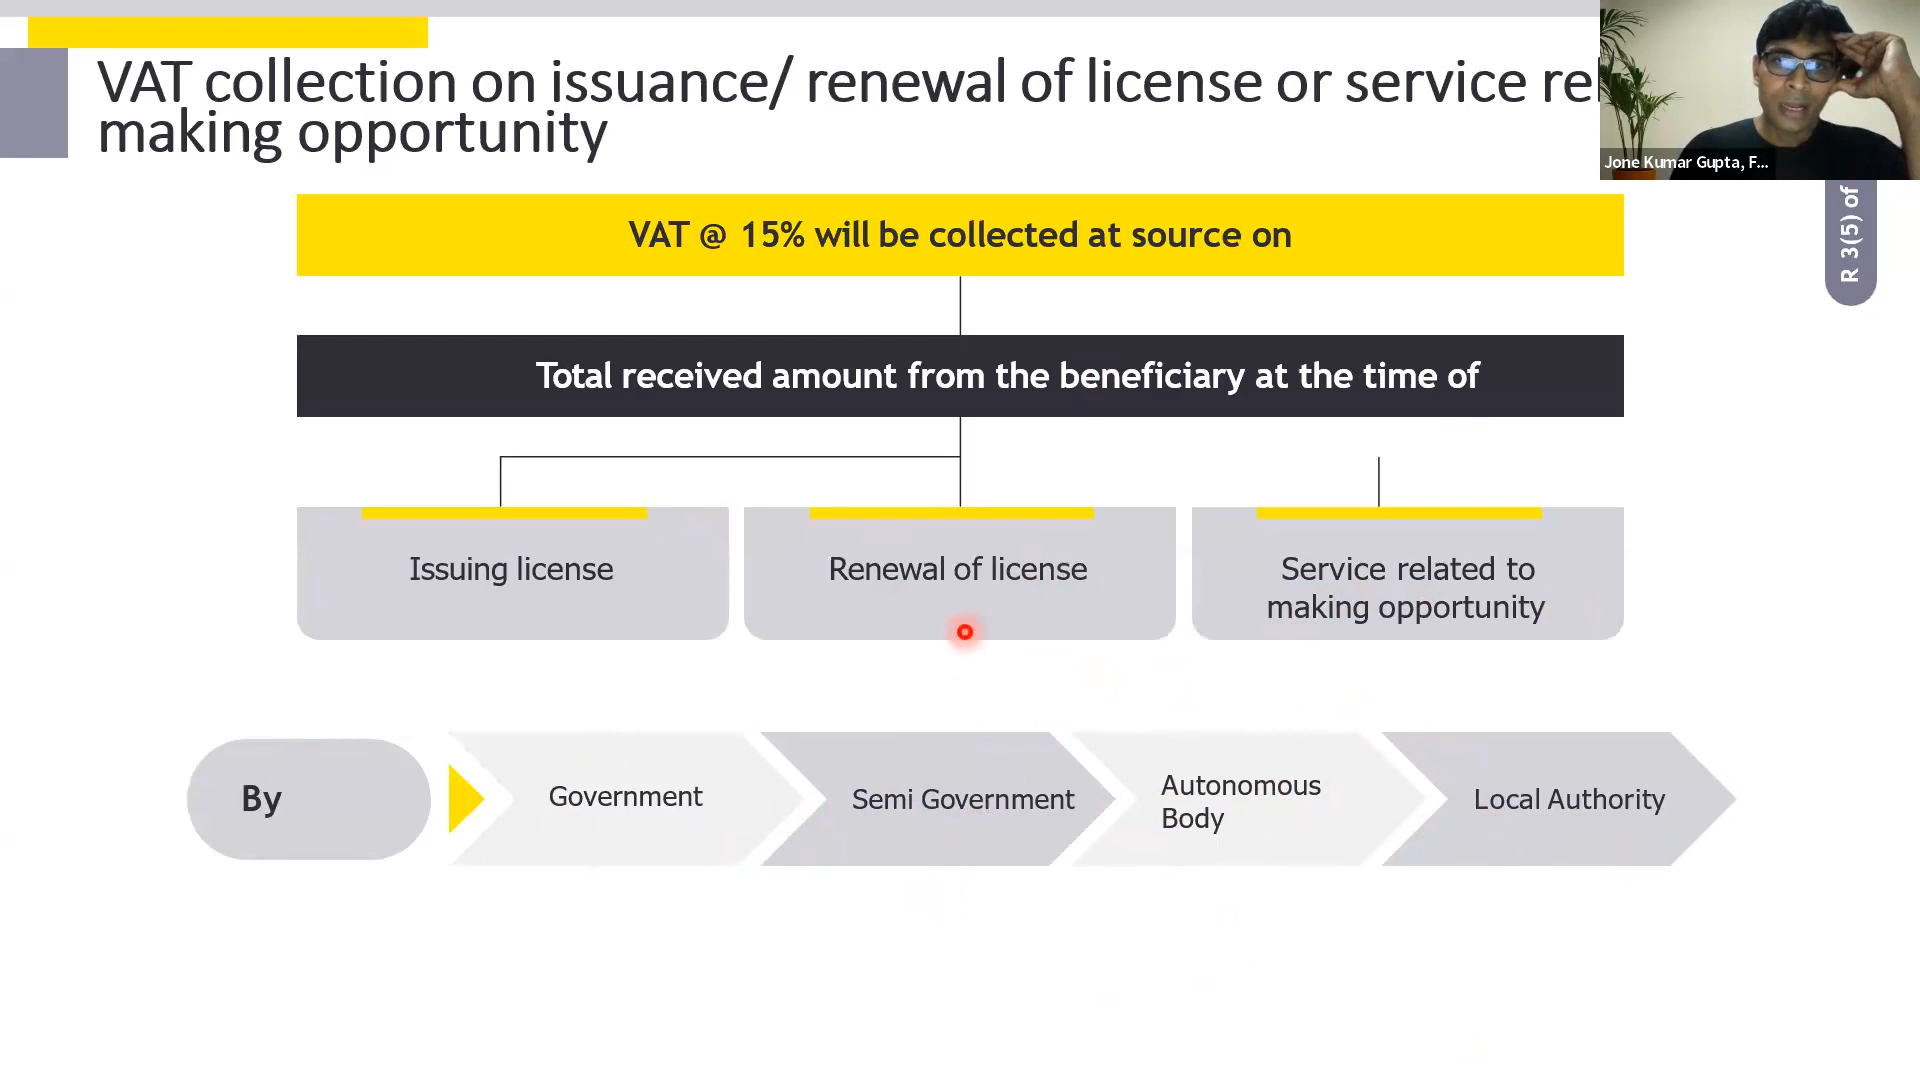 VAT collection on issuance/ renewal of license or service
making opportunity
Jone Kumar Gupta, F...
R 3(5) of
VAT @ 15% will be collected at source on
Total received amount from the beneficiary at the time of
Issuing license
Renewal of license
Service related to
making opportunity
By
Government
Semi Government
Autonomous
Body
Local Authority